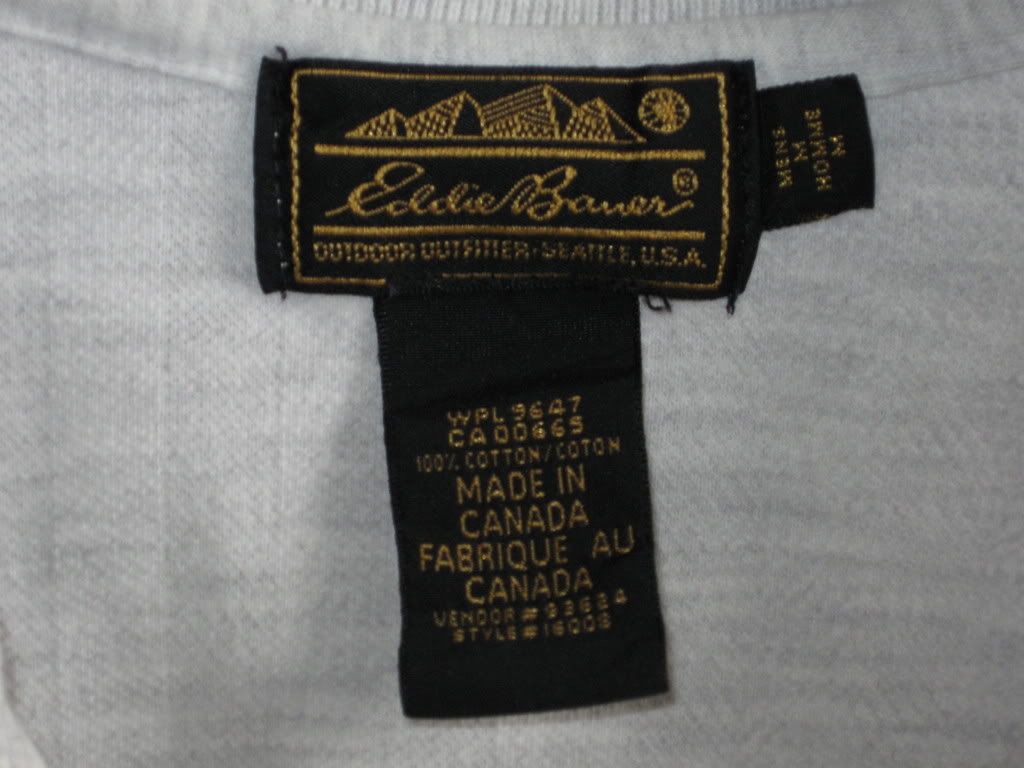 Eddie Bauer®
OUTDOOR OUTFITTER · SEATTLE, U.S.A.
MENS
M
HOMME
M
WPL 9647
CA 00665
100% COTTON/COTON
MADE IN
CANADA
FABRIQUE AU
CANADA
VENDOR # 93624
STYLE # 16008